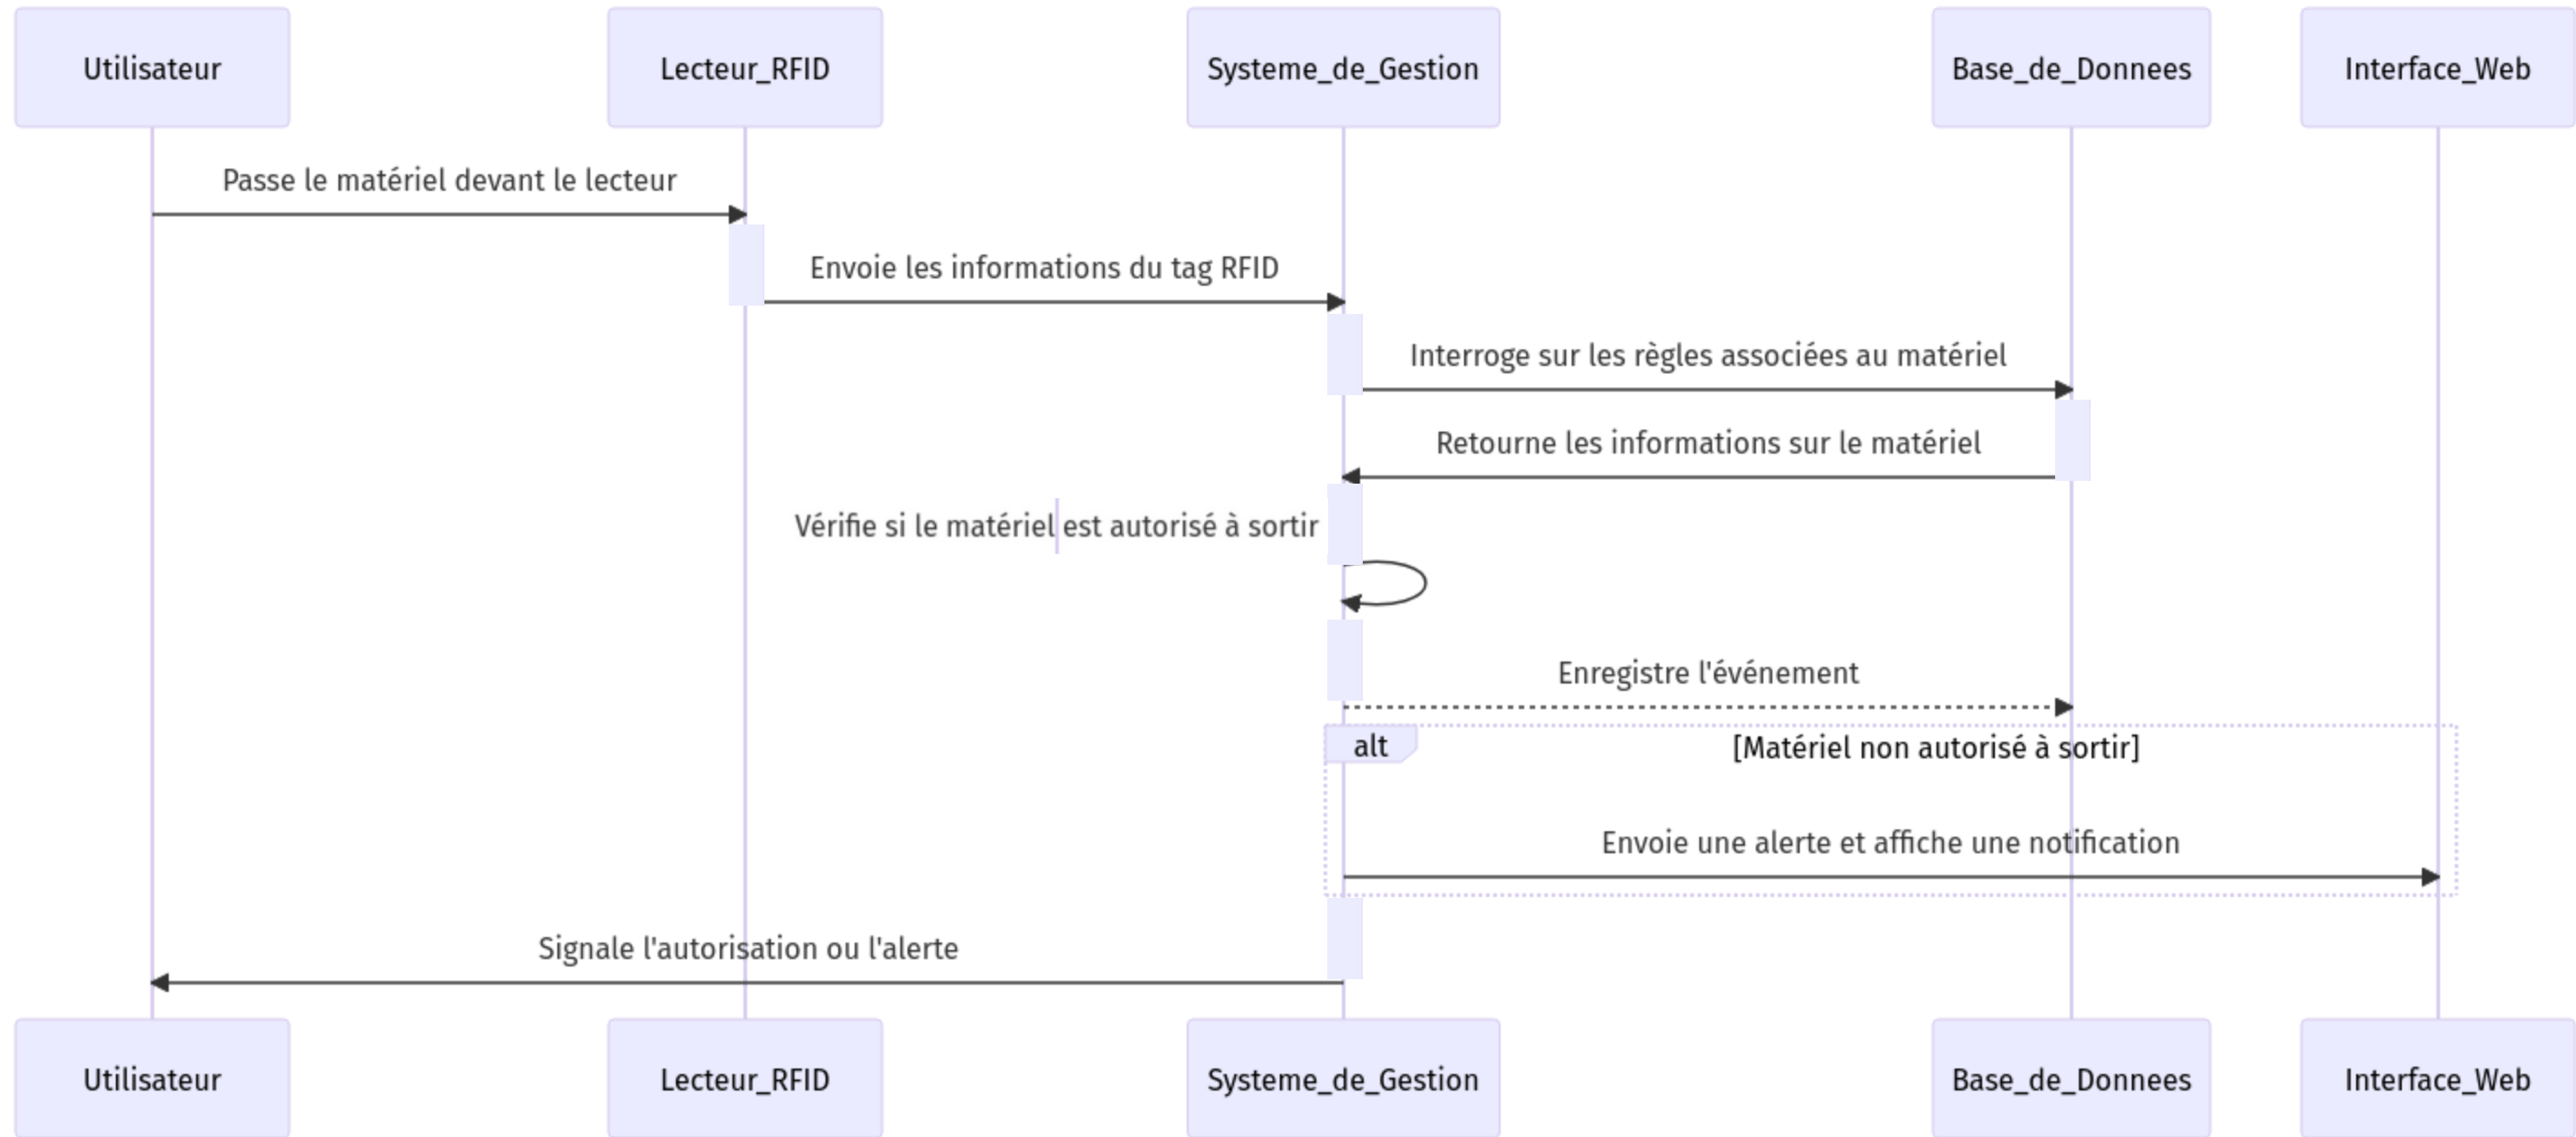 Utilisateur
Lecteur_RFID
Systeme_de_Gestion
Base_de_Donnees
Interface_Web
Passe le matériel devant le lecteur
Envoie les informations du tag RFID
Interroge sur les règles associées au matériel
Retourne les informations sur le matériel
Vérifie si le matériel est autorisé à sortir
Enregistre l'événement
alt
[Matériel non autorisé à sortir]
Envoie une alerte et affiche une notification
Signale l'autorisation ou l'alerte
Utilisateur
Lecteur_RFID
Systeme_de_Gestion
Base_de_Donnees
Interface_Web